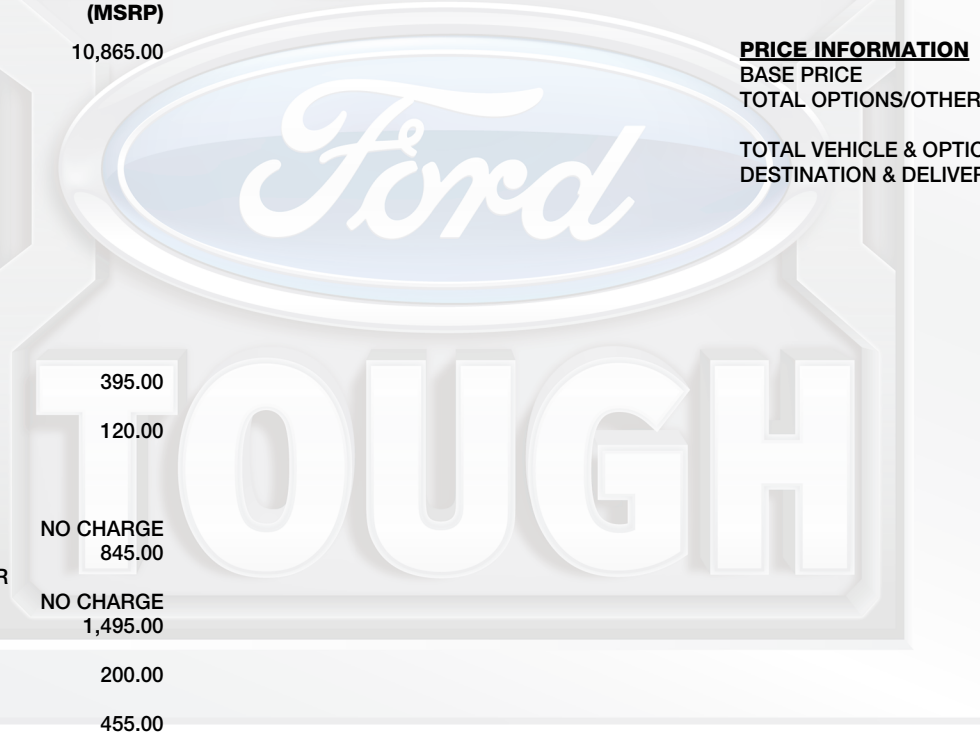 (MSRP)
10,865.00
395.00
120.00
NO CHARGE
845.00
R
NO CHARGE
1,495.00
200.00
455.00
PRICE INFORMATION
BASE PRICE
TOTAL OPTIONS/OTHER
TOTAL VEHICLE & OPTIO
DESTINATION & DELIVER
Ford
TOUGH